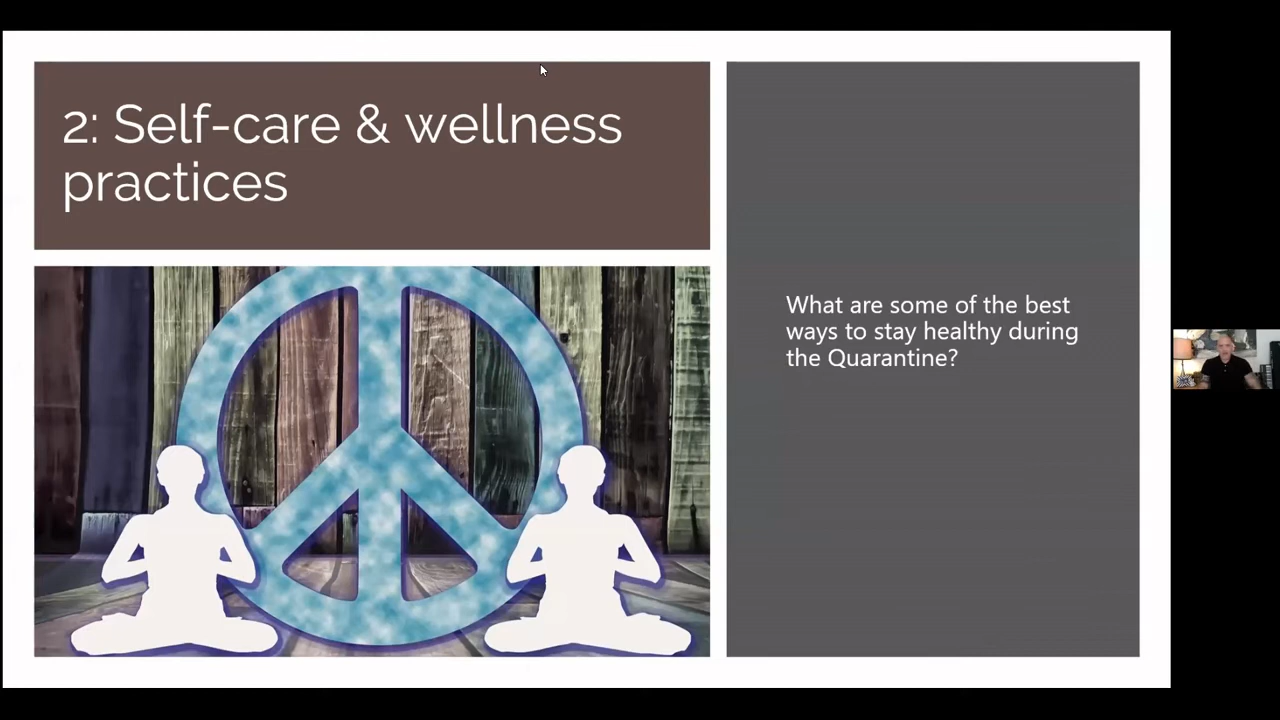 2: Self-care & wellness
practices
What are some of the best
ways to stay healthy during
the Quarantine?